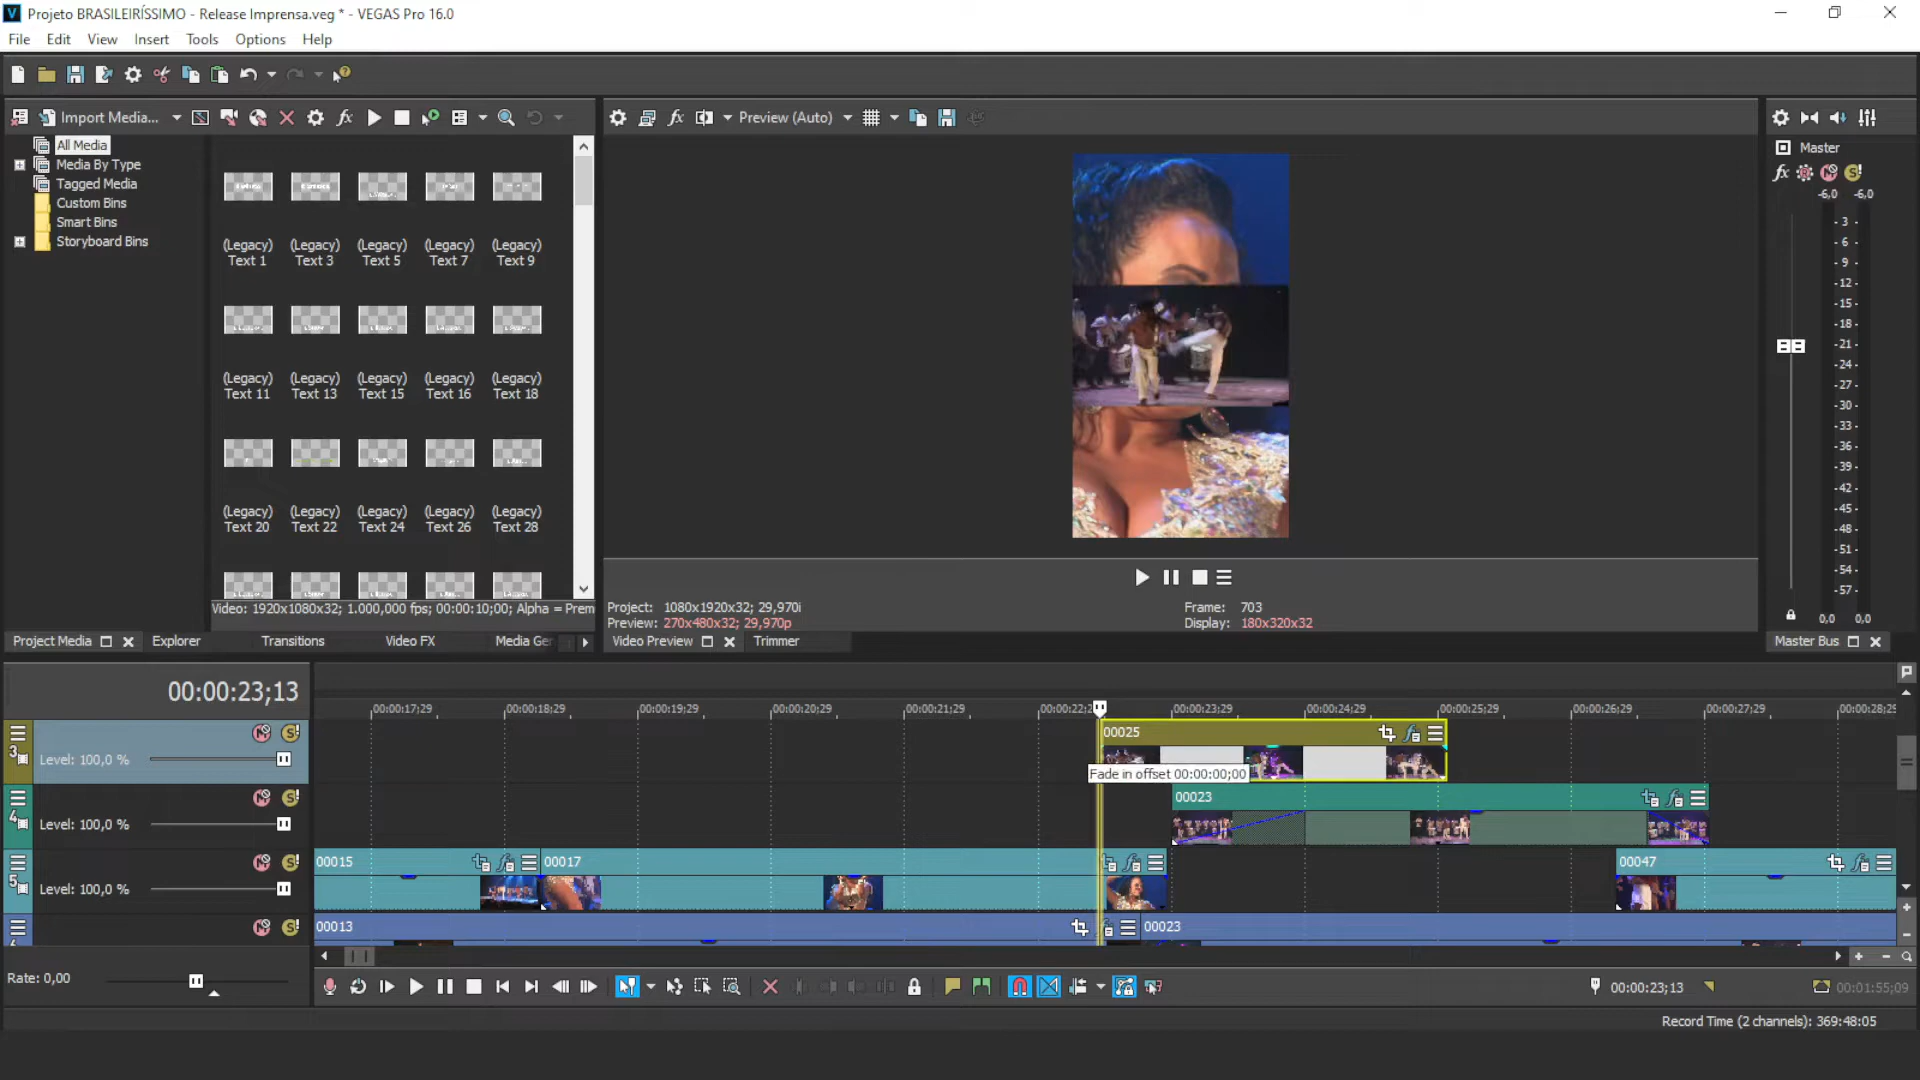 Projeto BRASILEIRÍSSIMO - Release Imprensa.veg * - VEGAS Pro 16.0
File Edit View Insert Tools Options Help
Import Media...
Preview (Auto)
All Media
Media By Type
Tagged Media
Custom Bins
Smart Bins
Storyboard Bins
(Legacy) Text 1
(Legacy) Text 3
(Legacy) Text 5
(Legacy) Text 7
(Legacy) Text 9
(Legacy) Text 11
(Legacy) Text 13
(Legacy) Text 15
(Legacy) Text 16
(Legacy) Text 18
(Legacy) Text 20
(Legacy) Text 22
(Legacy) Text 24
(Legacy) Text 26
(Legacy) Text 28
Video: 1920x1080x32; 1.000,000 fps; 00:00:10;00; Alpha = Prem
Project Media
Explorer
Transitions
Video FX
Media Ge
Project: 1080x1920x32; 29,970i
Preview: 270x480x32; 29,970p
Frame: 703
Display: 180x320x32
Video Preview
Trimmer
Master
-6,0 -6,0
- 3 -
- 6 -
- 9 -
-12-
-15-
-18-
-21-
-24-
-27-
-30-
-33-
-36-
-39-
-42-
-45-
-48-
-51-
-54-
-57-
0,0 0,0
Master Bus
00:00:23;13
00:00:17;29 00:00:18;29 00:00:19;29 00:00:20;29 00:00:21;29 00:00:22; 00:00:23;29 00:00:24;29 00:00:25;29 00:00:26;29 00:00:27;29 00:00:28;29
3
Level: 100,0 %
00025
Fade in offset 00:00:00;00
4
Level: 100,0 %
00023
5
Level: 100,0 %
00015
00017
00047
00013
00023
Rate: 0,00
00:00:23;13
00:01:55;09
Record Time (2 channels): 369:48:05